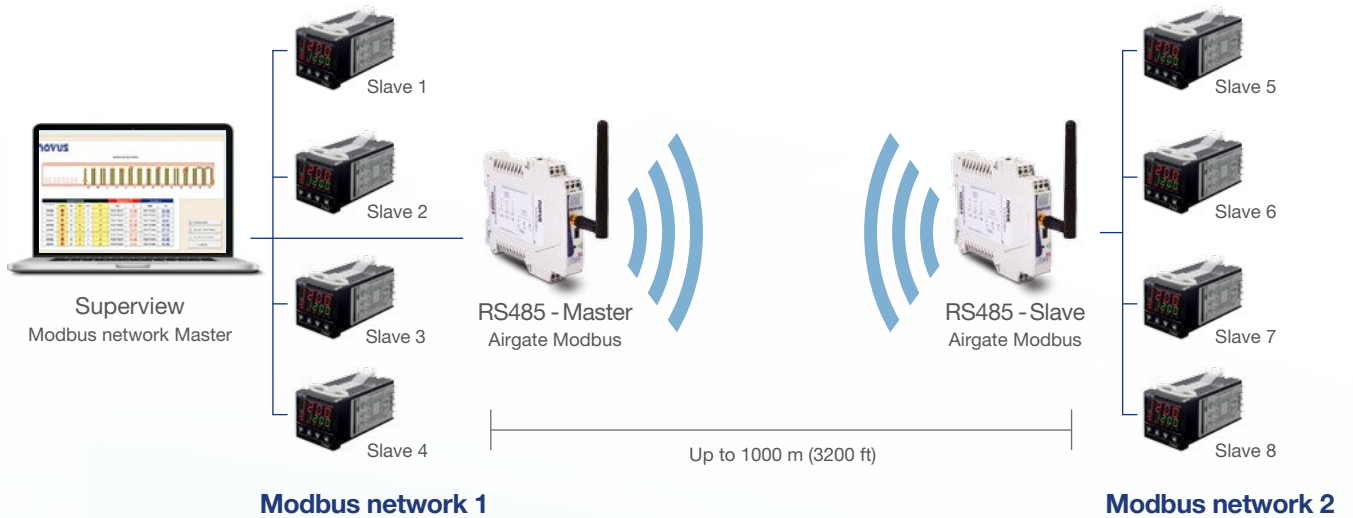 novus
Slave 1
Slave 2
Superview
Modbus network Master
Slave 3
Slave 4
RS485 - Master
Airgate Modbus
Up to 1000 m (3200 ft)
RS485 - Slave
Airgate Modbus
Slave 5
Slave 6
Slave 7
Slave 8
Modbus network 1
Modbus network 2